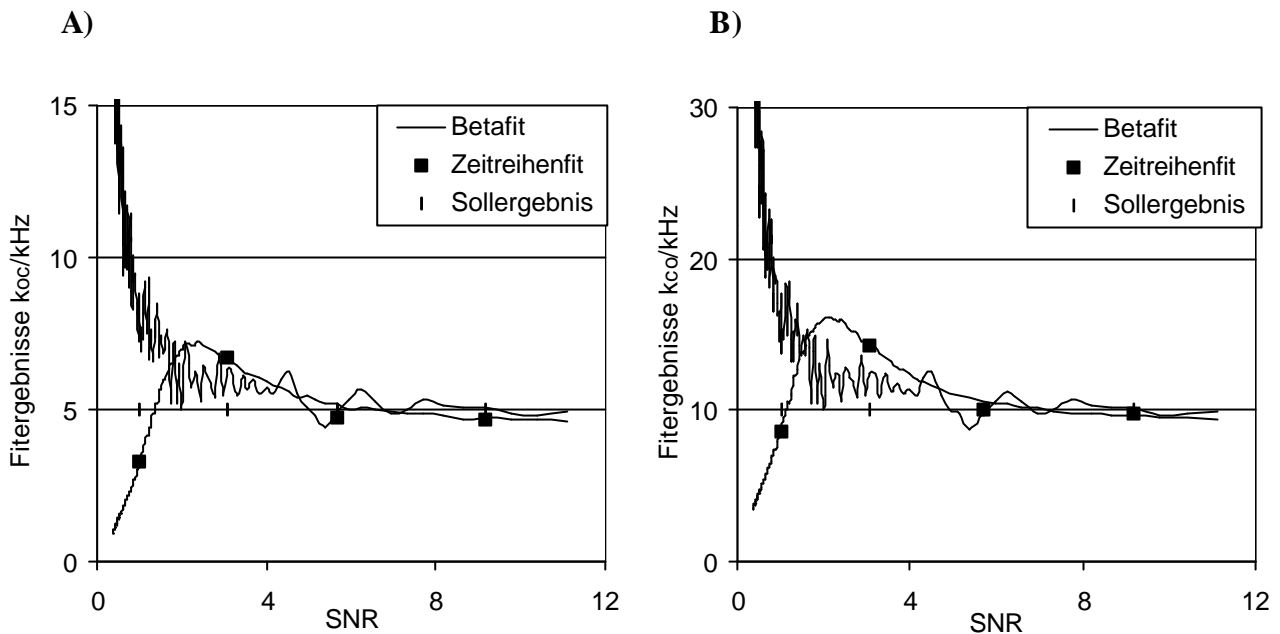 A)
B)
15
10
5
0
Fitergebnisse koc/kHz
Betafit
Zeitreihenfit
Sollergebnis
0
4
8
12
SNR
30
20
10
0
Fitergebnisse kco/kHz
Betafit
Zeitreihenfit
Sollergebnis
0
4
8
12
SNR